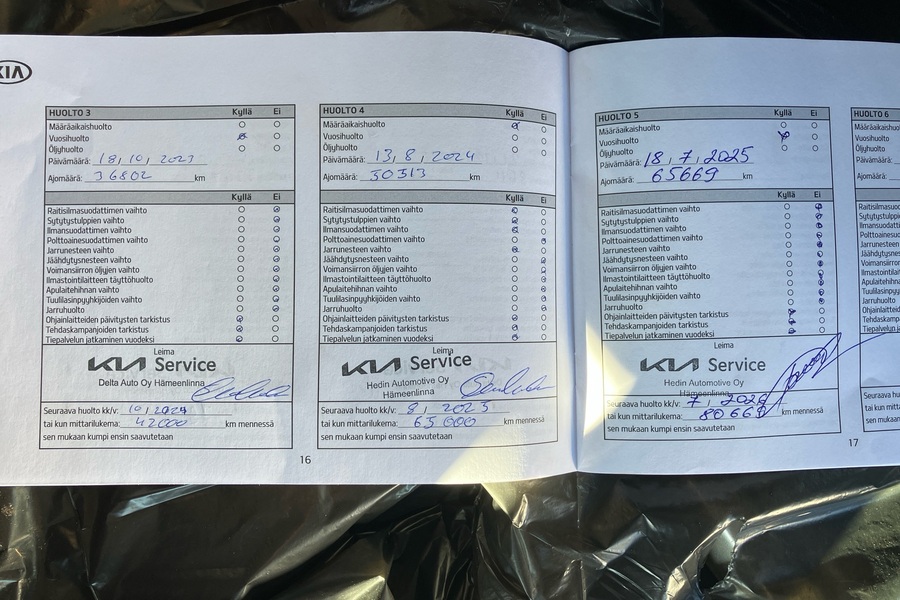 KIA
HUOLTO 3 Kyllä Ei
Määräaikaishuolto
Vuosihuolto
Öljyhuolto
Päivämäärä: 18, 10, 2023
Ajomäärä: 36802 km
Raitisilmasuodattimen vaihto
Sytytystulppien vaihto
Ilmansuodattimen vaihto
Polttoainesuodattimen vaihto
Jarrunesteen vaihto
Jäähdytysnesteen vaihto
Voimansiirron öljyjen vaihto
Ilmastointilaitteen täyttöhuolto
Apulaitehihnan vaihto
Tuulilasinpyyhkijöiden vaihto
Jarruhuolto
Ohjainlaitteiden päivitysten tarkistus
Tehdaskampanjoiden tarkistus
Tiepalvelun jatkaminen vuodeksi
Leima
KIA Service
Delta Auto Oy Hämeenlinna
Seuraava huolto kk/v: 10, 2024
tai kun mittarilukema: 42000 km mennessä
sen mukaan kumpi ensin saavutetaan
16
HUOLTO 4 Kyllä Ei
Määräaikaishuolto
Vuosihuolto
Öljyhuolto
Päivämäärä: 13, 8, 2024
Ajomäärä: 50313 km
Raitisilmasuodattimen vaihto
Sytytystulppien vaihto
Ilmansuodattimen vaihto
Polttoainesuodattimen vaihto
Jarrunesteen vaihto
Jäähdytysnesteen vaihto
Voimansiirron öljyjen vaihto
Ilmastointilaitteen täyttöhuolto
Apulaitehihnan vaihto
Tuulilasinpyyhkijöiden vaihto
Jarruhuolto
Ohjainlaitteiden päivitysten tarkistus
Tehdaskampanjoiden tarkistus
Tiepalvelun jatkaminen vuodeksi
Leima
KIA Service
Hedin Automotive Oy
Hämeenlinna
Seuraava huolto kk/v: 8, 2025
tai kun mittarilukema: 65000 km mennessä
sen mukaan kumpi ensin saavutetaan
HUOLTO 5 Kyllä Ei
Määräaikaishuolto
Vuosihuolto
Öljyhuolto
Päivämäärä: 18, 7, 2025
Ajomäärä: 65669 km
Raitisilmasuodattimen vaihto
Sytytystulppien vaihto
Ilmansuodattimen vaihto
Polttoainesuodattimen vaihto
Jarrunesteen vaihto
Jäähdytysnesteen vaihto
Voimansiirron öljyjen vaihto
Ilmastointilaitteen täyttöhuolto
Apulaitehihnan vaihto
Tuulilasinpyyhkijöiden vaihto
Jarruhuolto
Ohjainlaitteiden päivitysten tarkistus
Tehdaskampanjoiden tarkistus
Tiepalvelun jatkaminen vuodeksi
Leima
KIA Service
Hedin Automotive Oy
Hämeenlinna
Seuraava huolto kk/v: 7, 2026
tai kun mittarilukema: 80669 km mennessä
sen mukaan kumpi ensin saavutetaan
17
HUOLTO 6